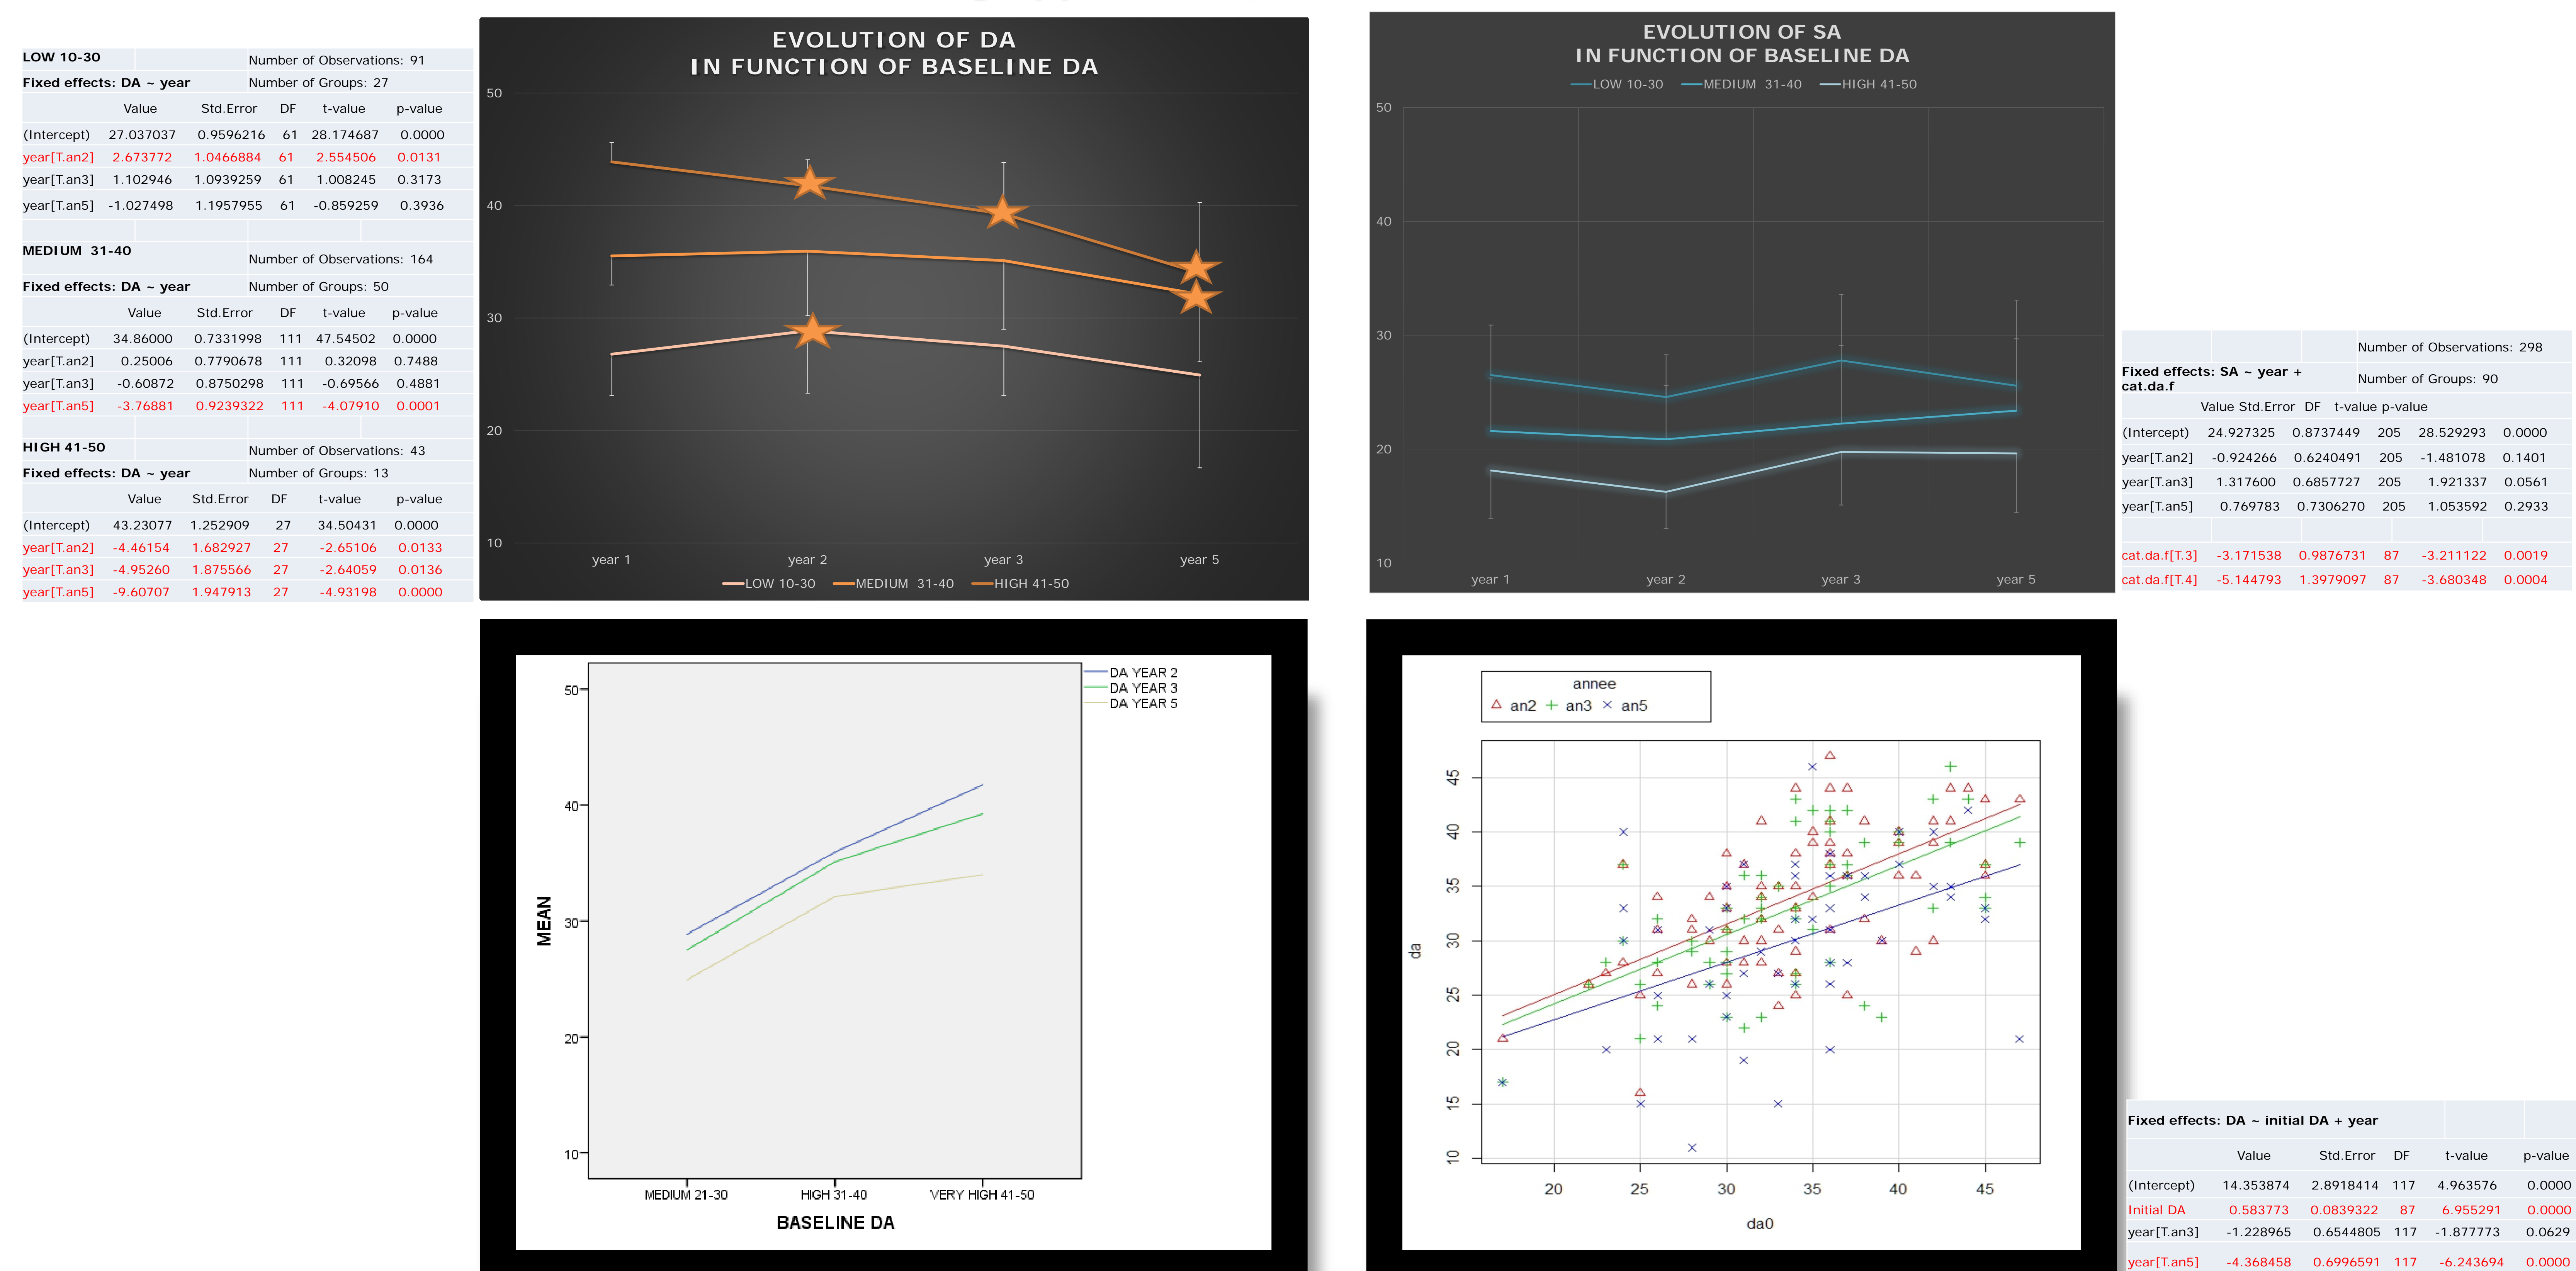 LOW 10-30 Number of Observations: 91
Fixed effects: DA ~ year Number of Groups: 27
Value Std.Error DF t-value p-value
(Intercept) 27.037037 0.9596216 61 28.174687 0.0000
year[T.an2] 2.673772 1.0466884 61 2.554506 0.0131
year[T.an3] 1.102946 1.0939259 61 1.008245 0.3173
year[T.an5] -1.027498 1.1957955 61 -0.859259 0.3936
MEDIUM 31-40 Number of Observations: 164
Fixed effects: DA ~ year Number of Groups: 50
Value Std.Error DF t-value p-value
(Intercept) 34.86000 0.7331998 111 47.54502 0.0000
year[T.an2] 0.25006 0.7790678 111 0.32098 0.7488
year[T.an3] -0.60872 0.8750298 111 -0.69566 0.4881
year[T.an5] -3.76881 0.9239322 111 -4.07910 0.0001
HIGH 41-50 Number of Observations: 43
Fixed effects: DA ~ year Number of Groups: 13
Value Std.Error DF t-value p-value
(Intercept) 43.23077 1.252909 27 34.50431 0.0000
year[T.an2] -4.46154 1.682927 27 -2.65106 0.0133
year[T.an3] -4.95260 1.875566 27 -2.64059 0.0136
year[T.an5] -9.60707 1.947913 27 -4.93198 0.0000
EVOLUTION OF DA
IN FUNCTION OF BASELINE DA
50
40
30
20
10
year 1 year 2 year 3 year 5
LOW 10-30 MEDIUM 31-40 HIGH 41-50
EVOLUTION OF SA
IN FUNCTION OF BASELINE DA
LOW 10-30 MEDIUM 31-40 HIGH 41-50
50
40
30
20
10
year 1 year 2 year 3 year 5
Number of Observations: 298
Fixed effects: SA ~ year +
cat.da.f Number of Groups: 90
Value Std.Error DF t-value p-value
(Intercept) 24.927325 0.8737449 205 28.529293 0.0000
year[T.an2] -0.924266 0.6240491 205 -1.481078 0.1401
year[T.an3] 1.317600 0.6857727 205 1.921337 0.0561
year[T.an5] 0.769783 0.7306270 205 1.053592 0.2933
cat.da.f[T.3] -3.171538 0.9876731 87 -3.211122 0.0019
cat.da.f[T.4] -5.144793 1.3979097 87 -3.680348 0.0004
DA YEAR 2
DA YEAR 3
DA YEAR 5
50
40
30
20
10
MEAN
MEDIUM 21-30 HIGH 31-40 VERY HIGH 41-50
BASELINE DA
annee
an2 an3 an5
45
40
35
30
25
20
15
10
da
20 25 30 35 40 45
da0
Fixed effects: DA ~ initial DA + year
Value Std.Error DF t-value p-value
(Intercept) 14.353874 2.8918414 117 4.963576 0.0000
Initial DA 0.583773 0.0839322 87 6.955291 0.0000
year[T.an3] -1.228965 0.6544805 117 -1.877773 0.0629
year[T.an5] -4.368458 0.6996591 117 -6.243694 0.0000